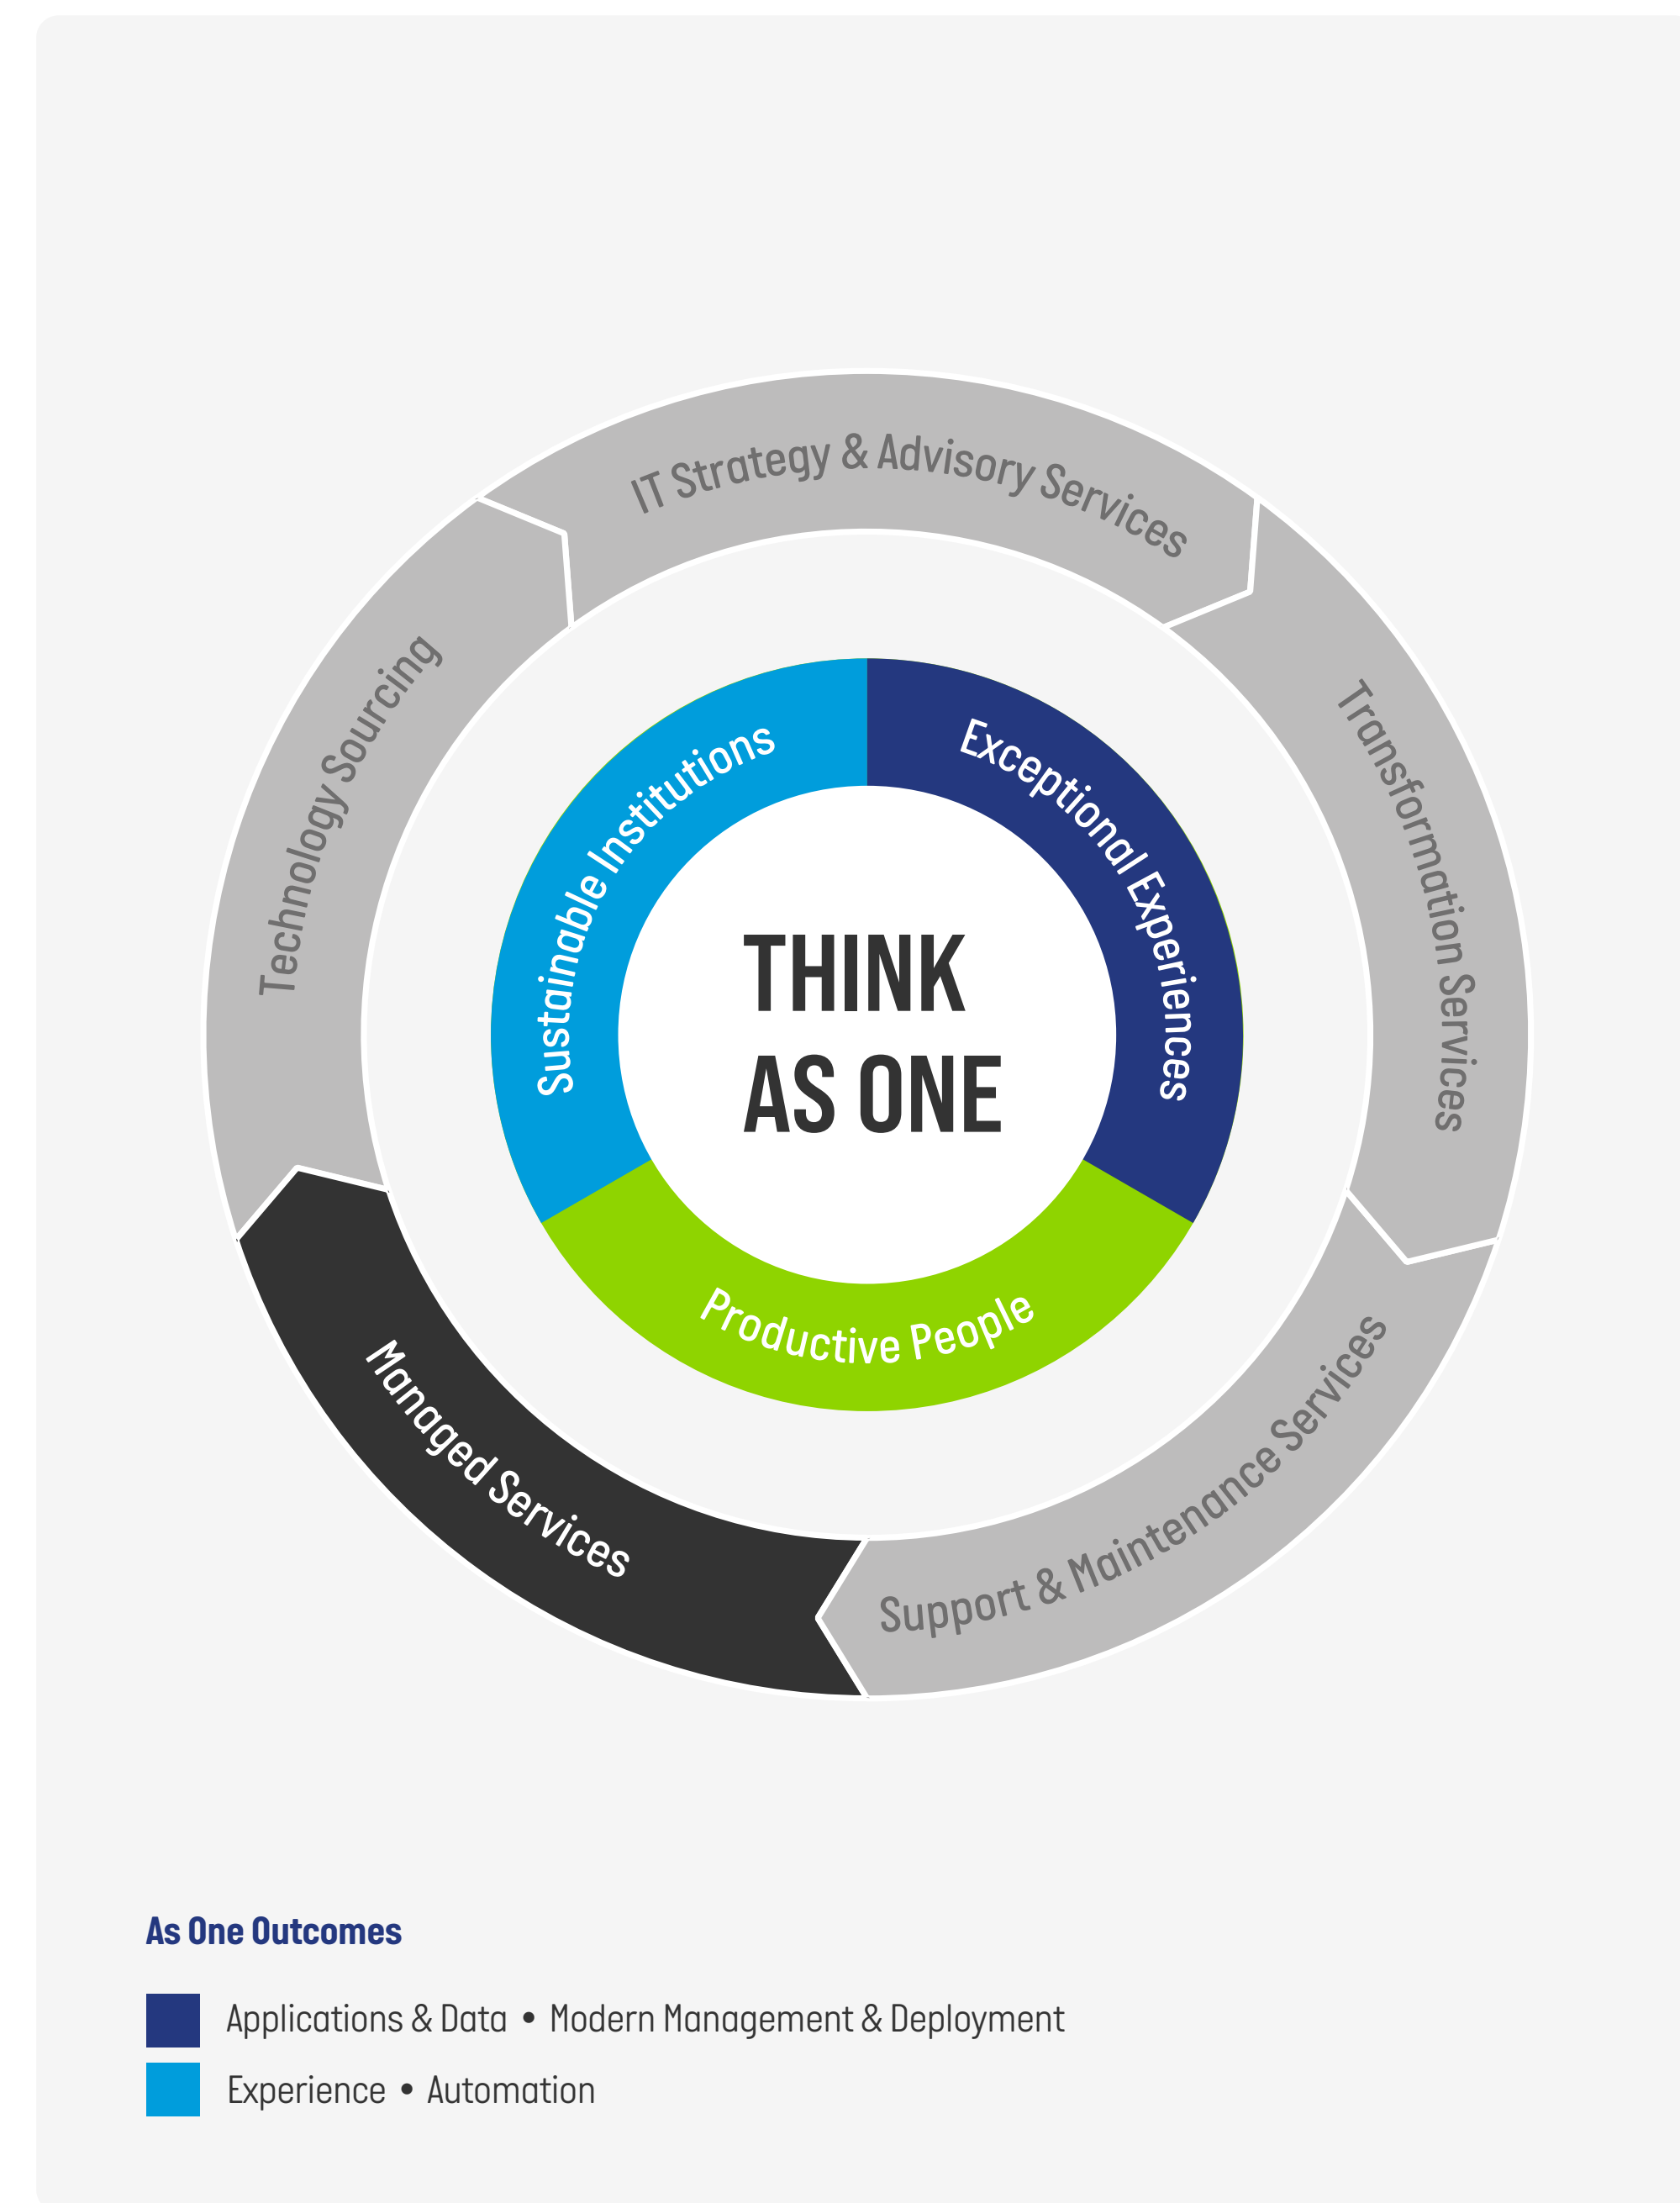 IT Strategy & Advisory Services
Transformation Services
Support & Maintenance Services
Managed Services
Technology Sourcing
Exceptional Experiences
Productive People
Sustainable Institutions
THINK
AS ONE
As One Outcomes
Applications & Data • Modern Management & Deployment
Experience • Automation